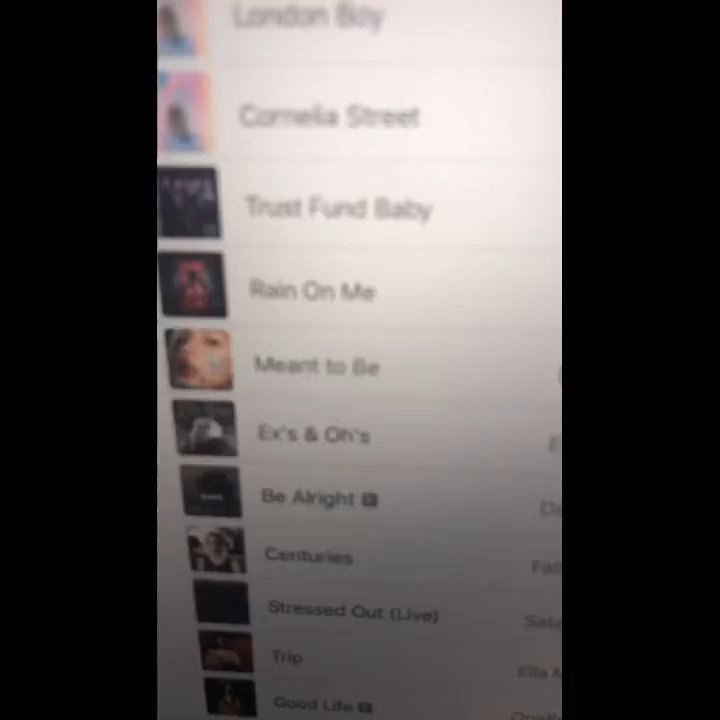 London Boy
Cornelia Street
Trust Fund Baby
Rain On Me
Meant to Be
Ex's & Oh's
Be Alright E
Centuries
Stressed Out (Live)
Trip
Ella M
Good Life E